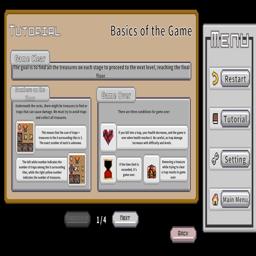 Tutorial
Basics of the Game
Game Clear
The goal is to find all the treasures on each stage to proceed to the next level, reaching the final
floor.
Numbers on the
Underneath the rocks, there might be treasures or
traps that can cause damage. We must try to avoid traps
and collect all treasures.
This means that the sum of traps +
treasures to the surrounding tiles is 2.
The exact number of each is unknown.
The left white number indicates the
number of traps among the 8 surrounding
tiles, while the right yellow number
indicates the number of treasures.
Game Over
There are three conditions for game over:
If you fall into a trap, your health decreases, and the game is
over when health reaches 0. Be careful, as trap damage
increases with difficulty and levels.
If the time limit is
exceeded, it's
game over.
Removing a treasure
while trying to clear
a trap results in game
over.
1/4
Next
Back
Menu
Restart
Tutorial
Setting
Main Menu